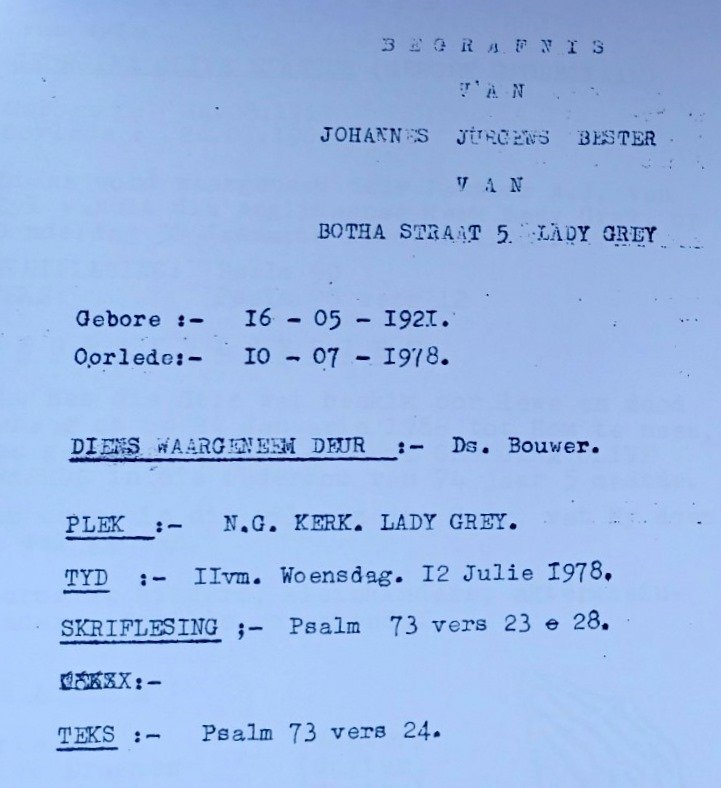 B E G R A F N I S
V A N
JOHANNES JURGENS BESTER
V A N
BOTHA STRAAT 5 LADY GREY
Gebore :- I6 - 05 - I92I.
Oorlede:- I0 - 07 - I978.
DIENS WAARGENEEM DEUR :- Ds. Bouwer.
PLEK :- N.G. KERK. LADY GREY.
TYD :- IIvm. Woensdag. I2 Julie I978.
SKRIFLESING ;- Psalm 73 vers 23 e 28.
:-
TEKS :- Psalm 73 vers 24.